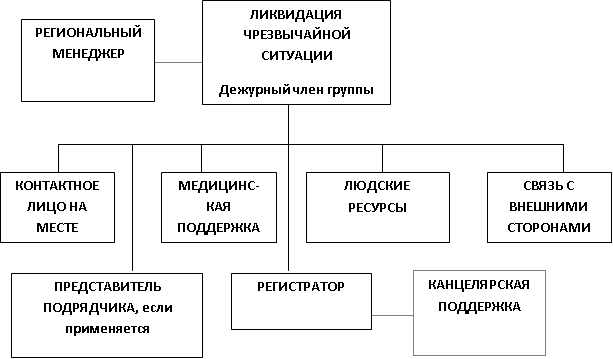 РЕГИОНАЛЬНЫЙ
МЕНЕДЖЕР
ЛИКВИДАЦИЯ
ЧРЕЗВЫЧАЙНОЙ
СИТУАЦИИ
Дежурный член группы
КОНТАКТНОЕ
ЛИЦО НА
МЕСТЕ
МЕДИЦИНС-
КАЯ
ПОДДЕРЖКА
ЛЮДСКИЕ
РЕСУРСЫ
СВЯЗЬ С
ВНЕШНИМИ
СТОРОНАМИ
ПРЕДСТАВИТЕЛЬ
ПОДРЯДЧИКА, если
применяется
РЕГИСТРАТОР
КАНЦЕЛЯРСКАЯ
ПОДДЕРЖКА